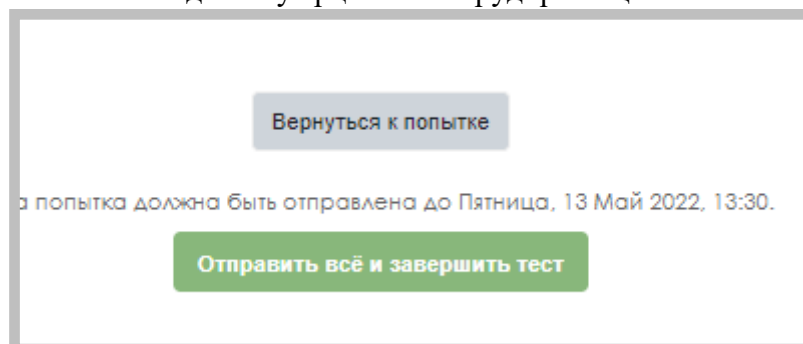 Вернуться к попытке
а попытка должна быть отправлена до Пятница, 13 Май 2022, 13:30.
Отправить всё и завершить тест